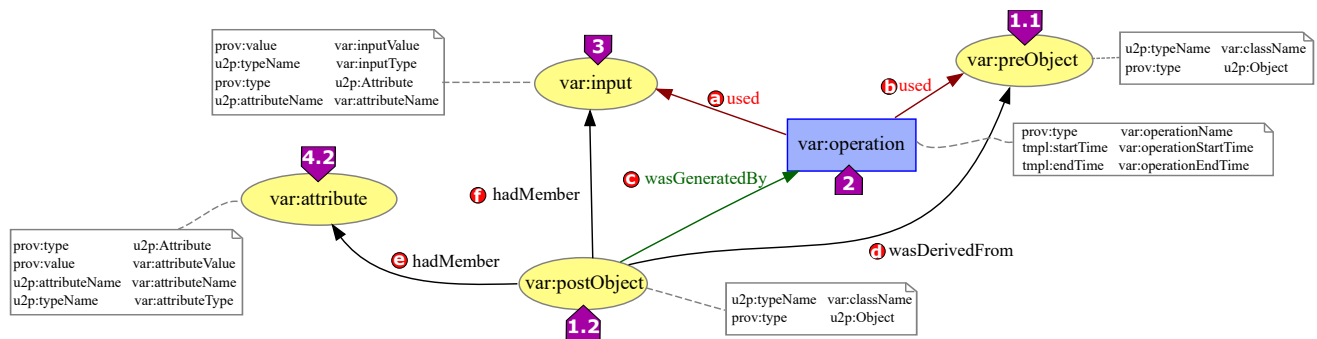 1.1
3
prov:value var:inputValue
u2p:typeName var:inputType
prov:type u2p:Attribute
u2p:attributeName var:attributeName
var:input
var:preObject
u2p:typeName var:className
prov:type u2p:Object
a used
b used
var:operation
2
prov:type var:operationName
tmpl:startTime var:operationStartTime
tmpl:endTime var:operationEndTime
4.2
var:attribute
f hadMember
c wasGeneratedBy
prov:type u2p:Attribute
prov:value var:attributeValue
u2p:attributeName var:attributeName
u2p:typeName var:attributeType
e hadMember
d wasDerivedFrom
var:postObject
1.2
u2p:typeName var:className
prov:type u2p:Object